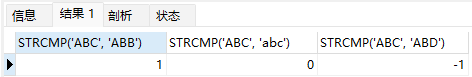 信息 结果 1 剖析 状态
STRCMP('ABC', 'ABB') STRCMP('ABC', 'abc') STRCMP('ABC', 'ABD')
1 0 -1